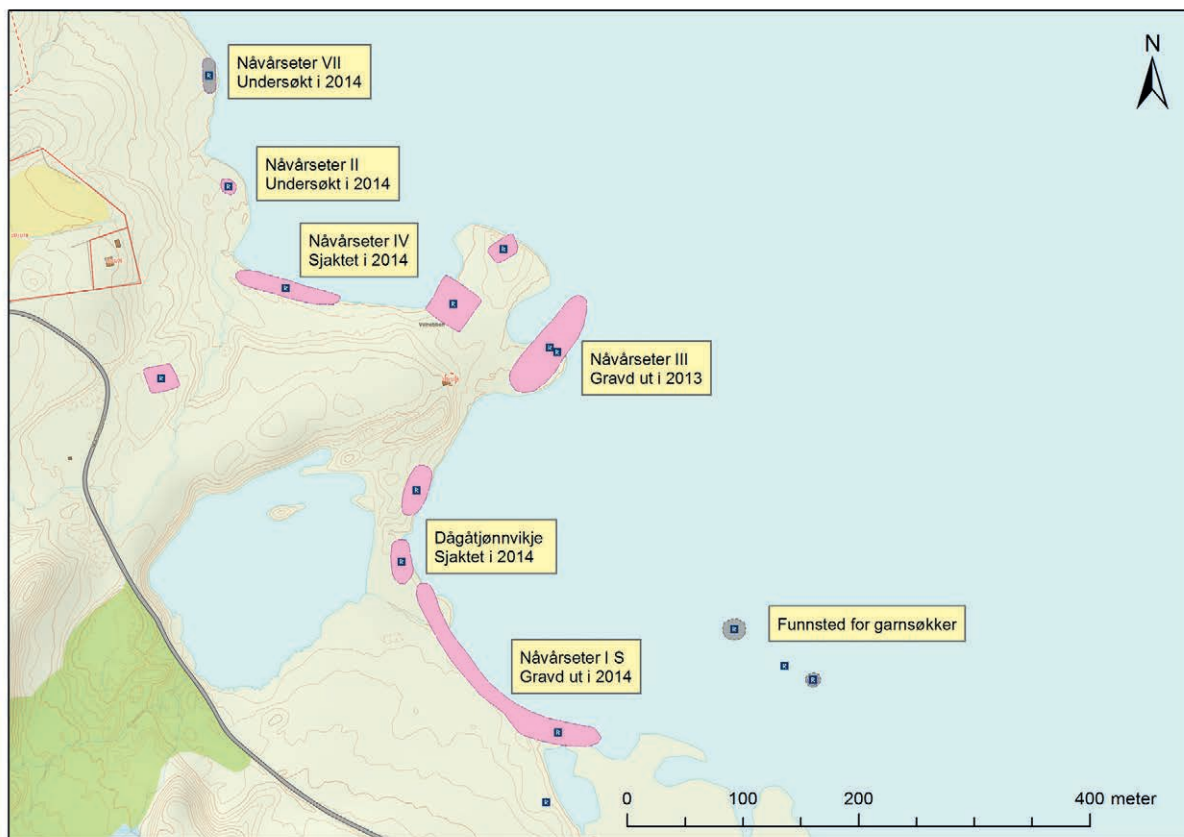 Nåvårseter VII
Undersøkt i 2014
N
Nåvårseter II
Undersøkt i 2014
Nåvårseter IV
Sjaktet i 2014
Nåvårseter III
Gravd ut i 2013
Dågåtjønnvikje
Sjaktet i 2014
Funnsted for garnsøkker
Nåvårseter I S
Gravd ut i 2014
0 100 200 400 meter